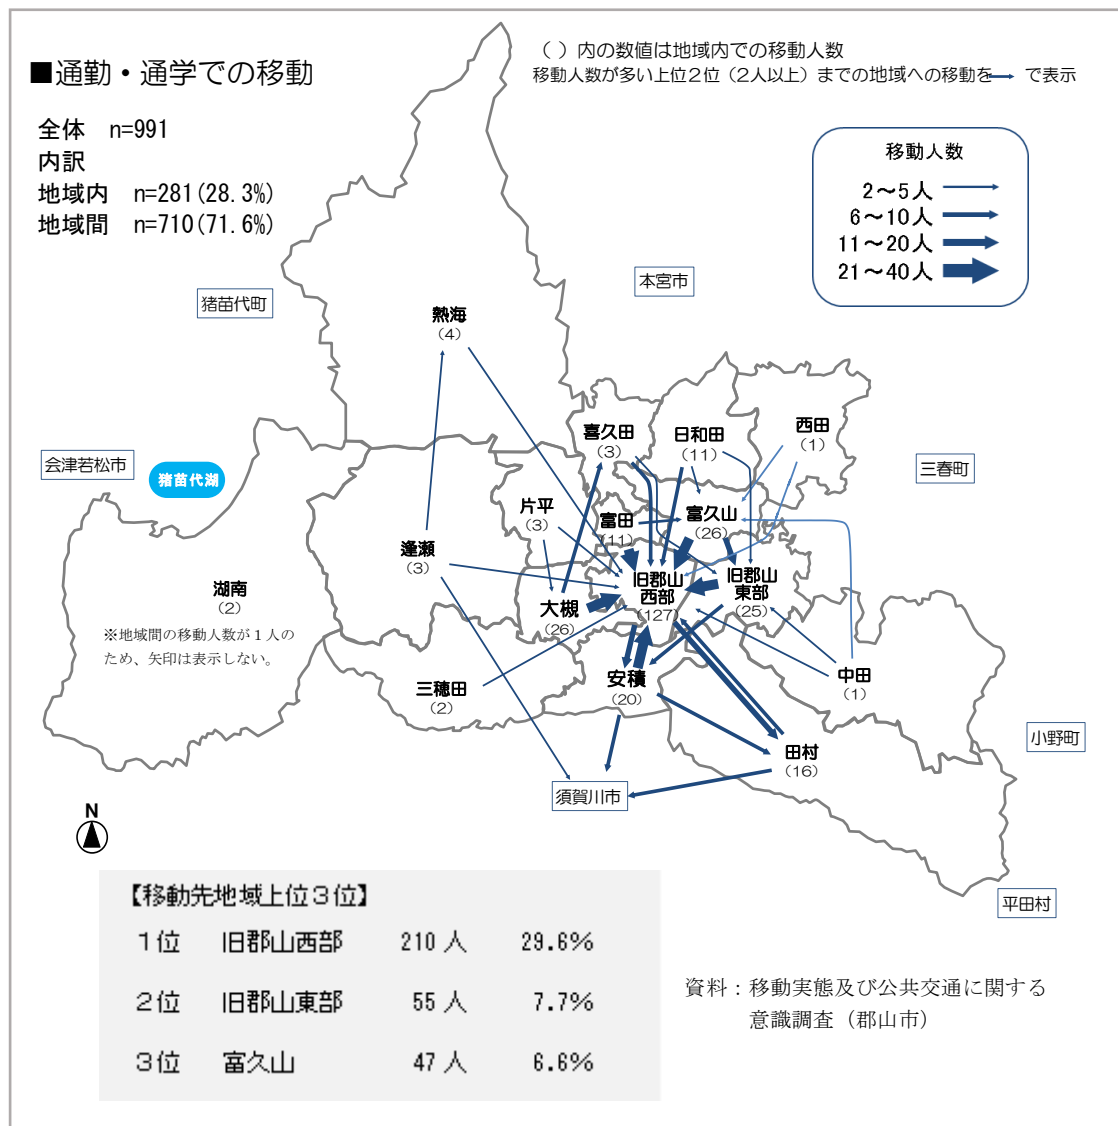 ■通勤・通学での移動
( ）内の数値は地域内での移動人数
移動人数が多い上位２位（２人以上）までの地域への移動を → で表示
全体　n=991
内訳
地域内　n=281(28.3%)
地域間　n=710(71.6%)
移動人数
2～5人
6～10人
11～20人
21～40人
本宮市
猪苗代町
熱海
（4）
喜久田
（3）
日和田
（11）
西田
（1）
会津若松市
猪苗代湖
三春町
片平
（3）
富田
（11）
富久山
（26）
逢瀬
（3）
旧郡山
西部
（127）
旧郡山
東部
（25）
湖南
（2）
※地域間の移動人数が１人の
ため、矢印は表示しない。
大槻
（26）
三穂田
（2）
安積
（20）
中田
（1）
小野町
田村
（16）
須賀川市
N
平田村
【移動先地域上位３位】
１位　旧郡山西部　210 人　29.6%
２位　旧郡山東部　55 人　7.7%
３位　富久山　47 人　6.6%
資料：移動実態及び公共交通に関する
意識調査（郡山市）